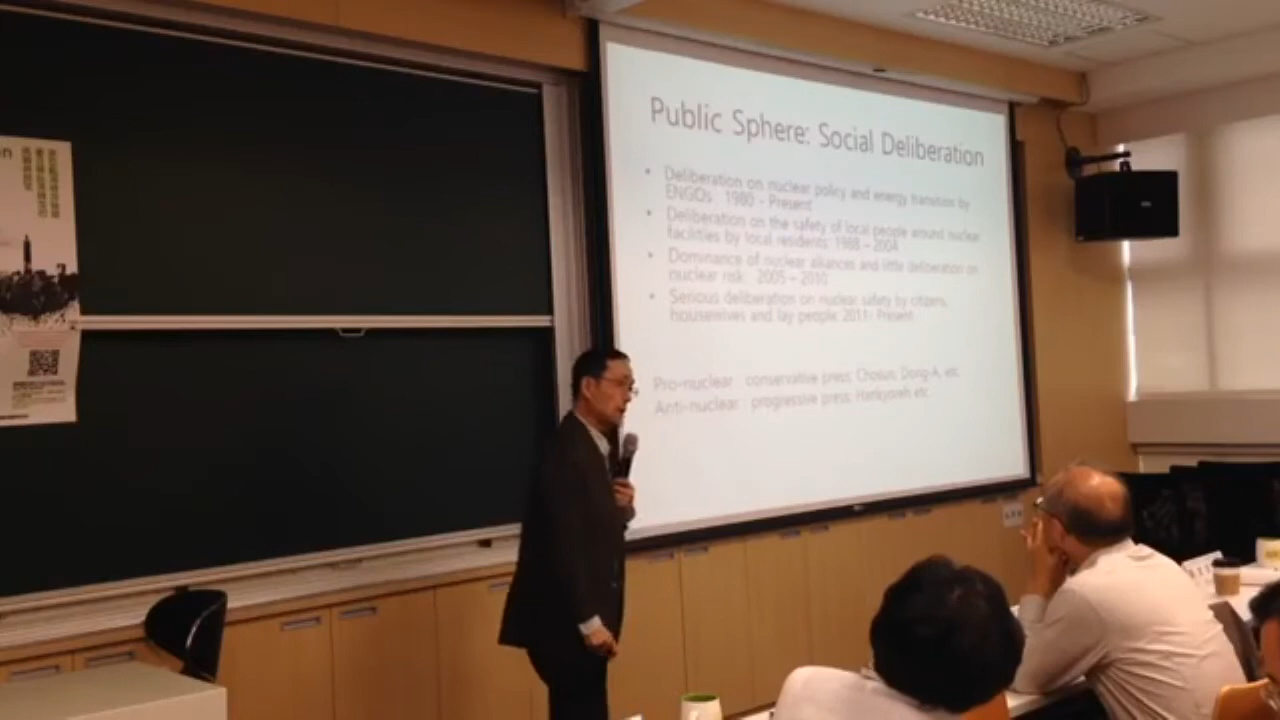 Public Sphere: Social Deliberation
• Deliberation on nuclear policy and energy transition by
ENGOs: 1980 - Present
• Deliberation on the safety of local people around nuclear
facilities by local residents: 1988 – 2004
• Dominance of nuclear alliances and little deliberation on
nuclear risk: 2005 – 2010
• Serious deliberation on nuclear safety by citizens,
housewives and lay people: 2011- Present
Pro-nuclear : conservative press: Chosun, Dong-A, etc
Anti-nuclear : progressive press: Hankyoreh etc